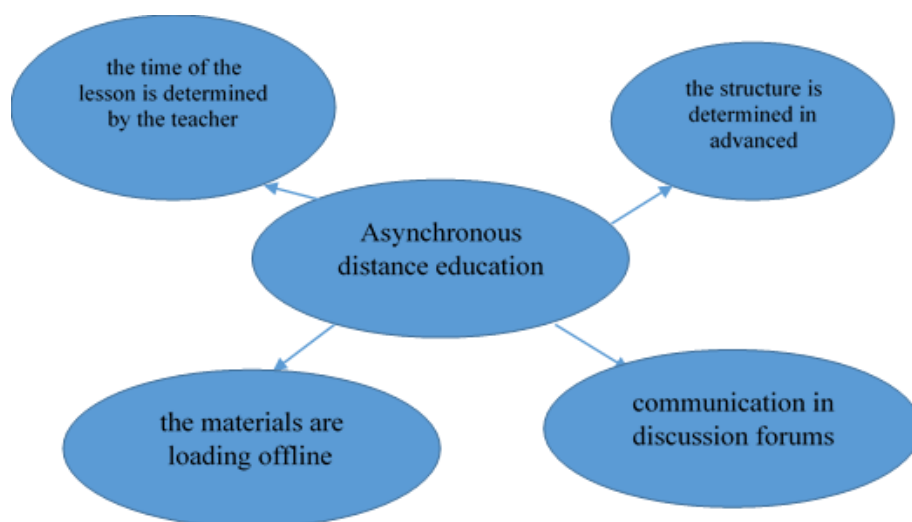 the time of the
lesson is determined
by the teacher
the structure is
determined in
advanced
Asynchronous
distance education
the materials are
loading offline
communication in
discussion forums